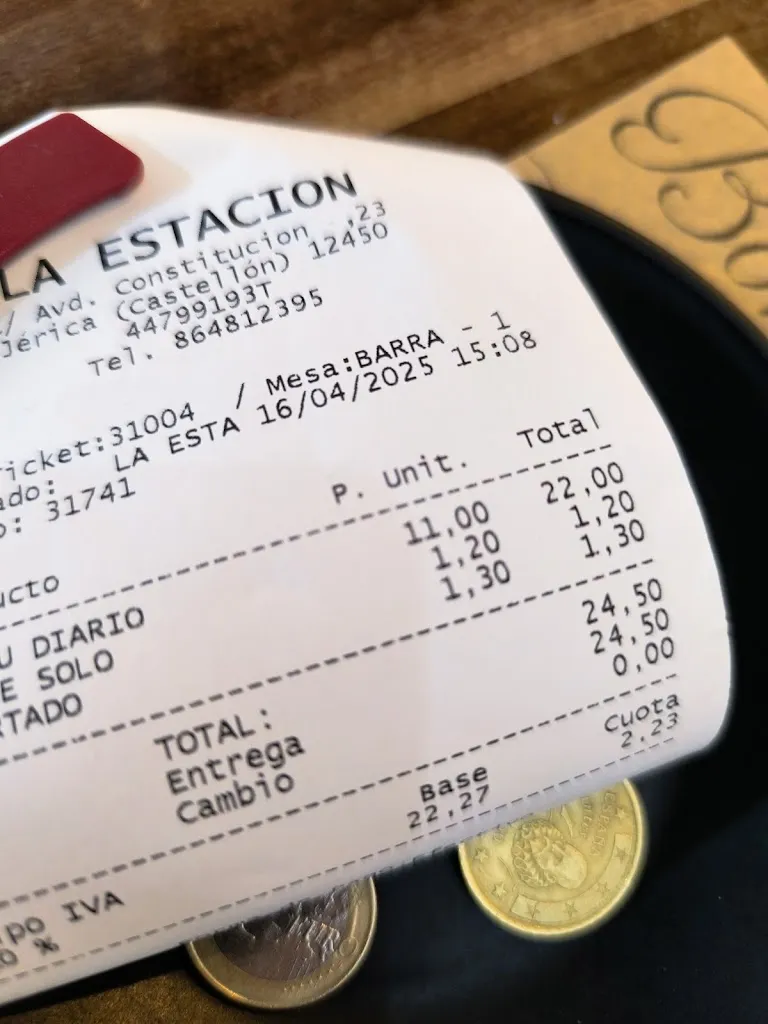 LA ESTACION
/ Avd. Constitucion ,23
Jérica (Castellón) 12450
44799193T
Tel. 864812395
icket:31004 / Mesa:BARRA - 1
ado: LA ESTA 16/04/2025 15:08
o: 31741
ucto P. Unit. Total
U DIARIO 11,00 22,00
E SOLO 1,20 1,20
RTADO 1,30 1,30
TOTAL: 24,50
Entrega 24,50
Cambio 0,00
ipo IVA Base Cuota
0 % 22,27 2,23
Bo